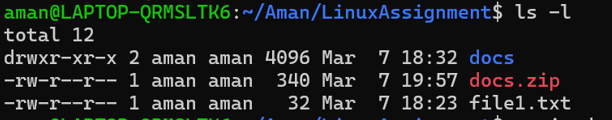 aman@LAPTOP-QRMSLTK6:~/Aman/LinuxAssignment$ ls -l
total 12
drwxr-xr-x 2 aman aman 4096 Mar  7 18:32 docs
-rw-r--r-- 1 aman aman  340 Mar  7 19:57 docs.zip
-rw-r--r-- 1 aman aman   32 Mar  7 18:23 file1.txt